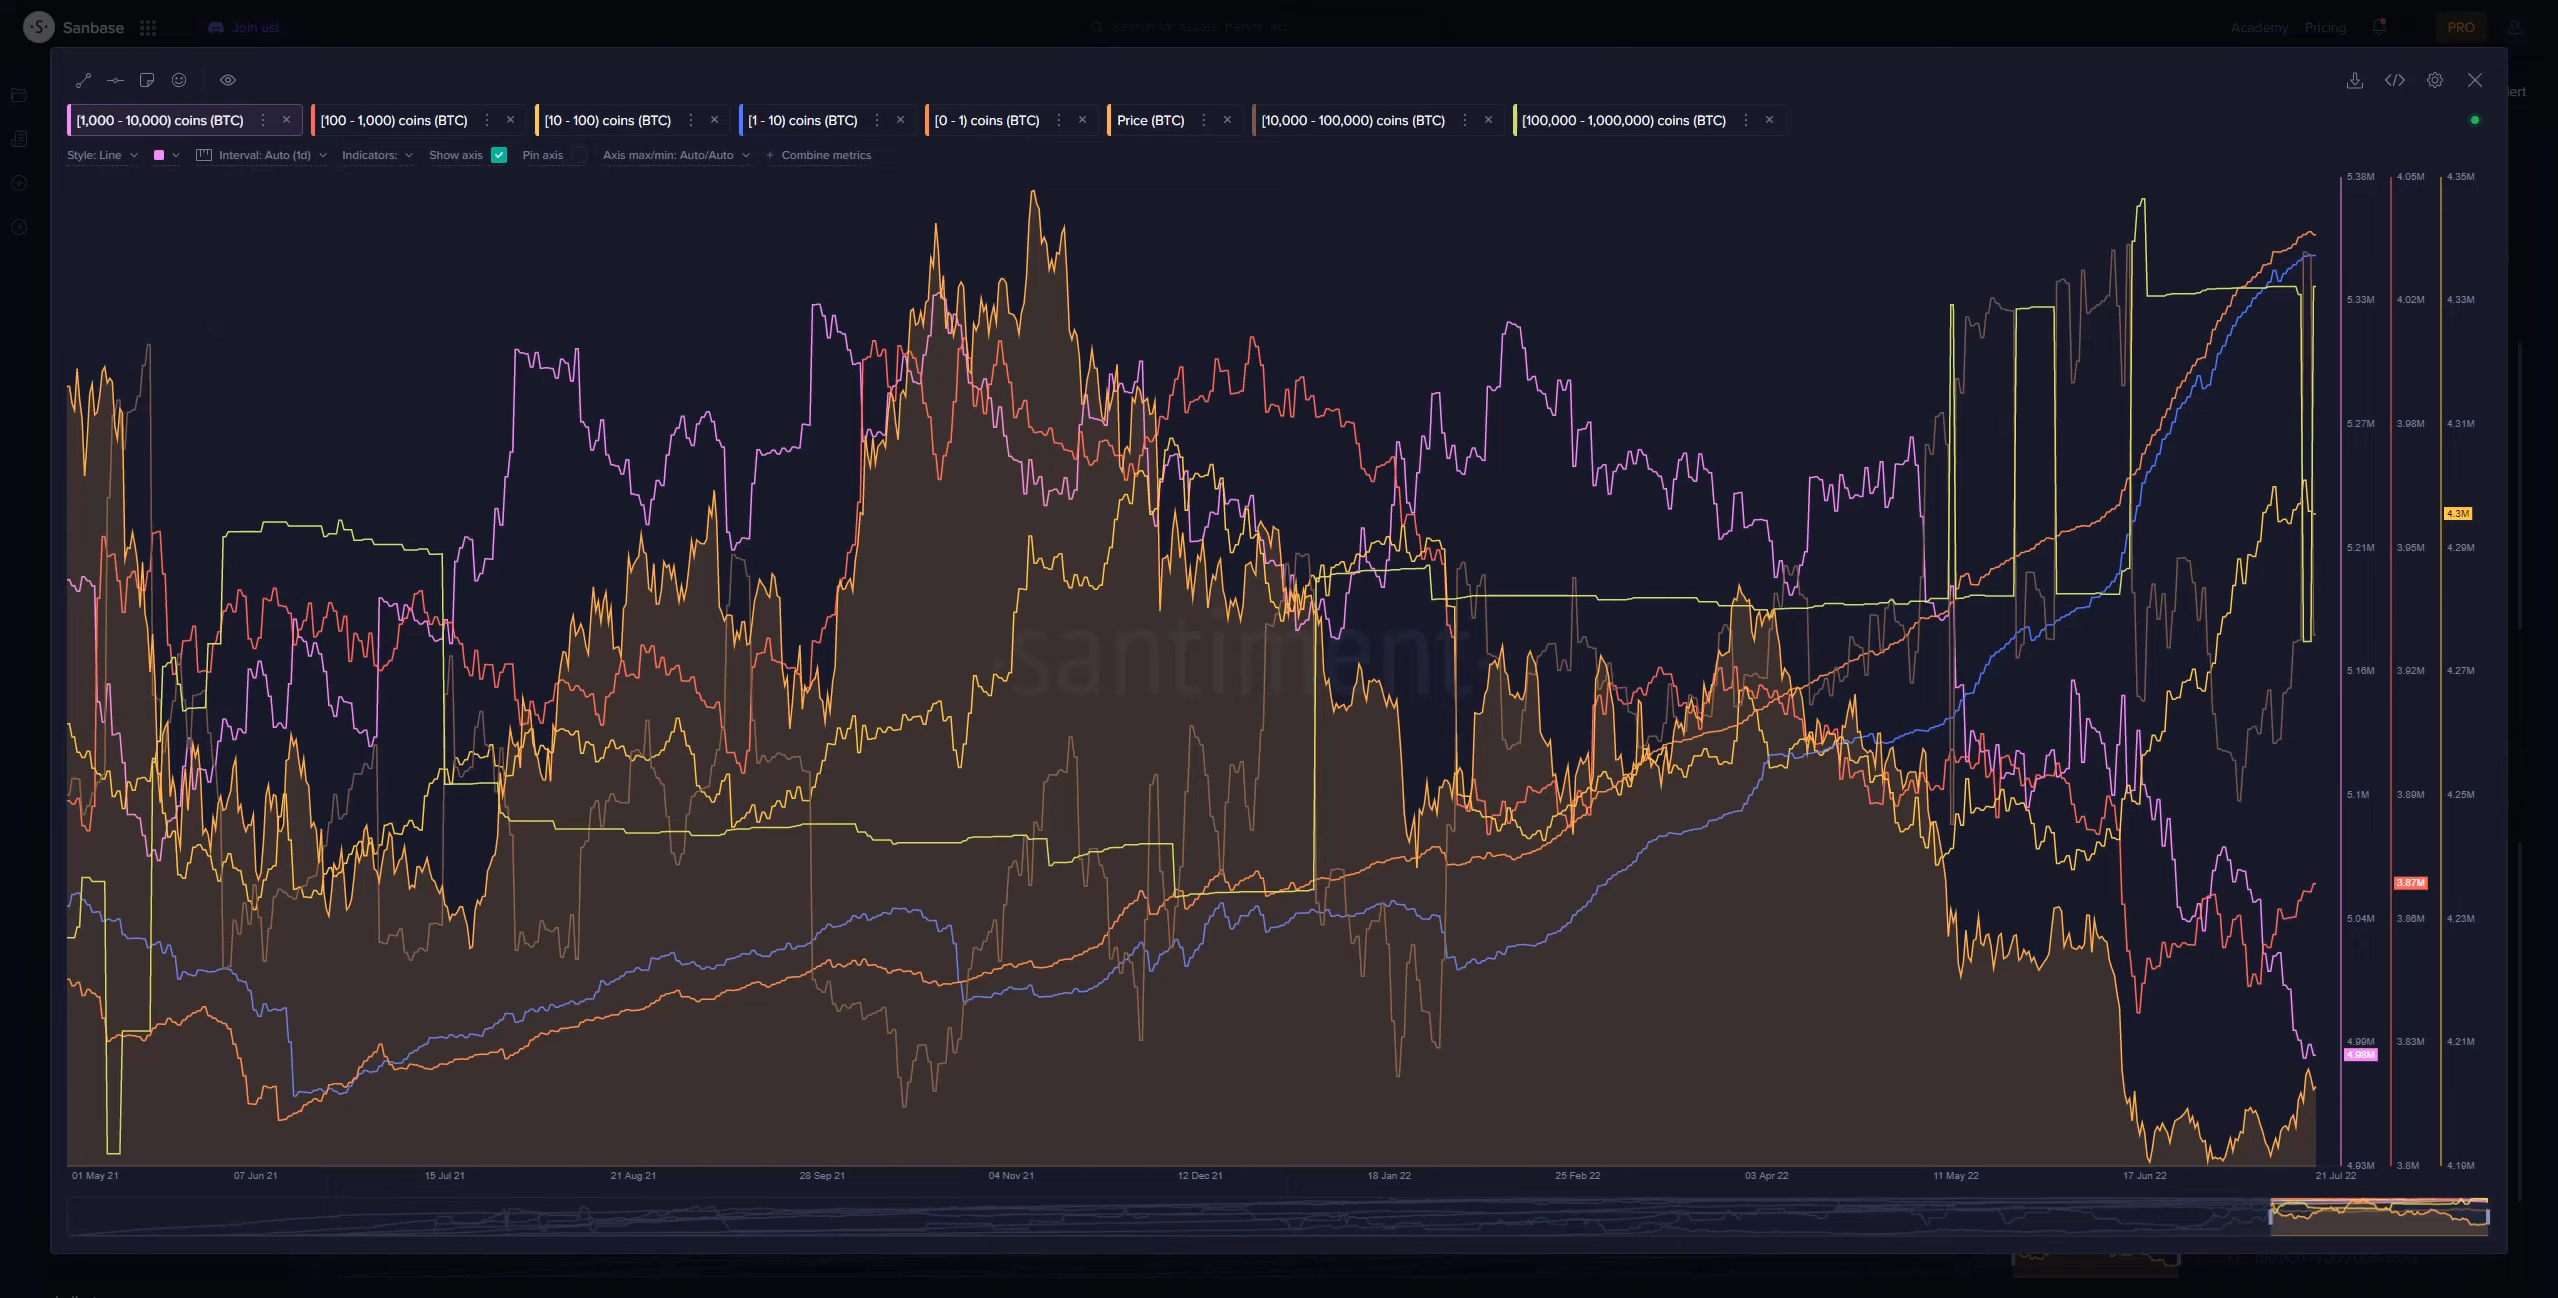 ·S· Sanbase Join us! Search for assets, trends, etc. Academy Pricing PRO
[1,000 - 10,000) coins (BTC) [100 - 1,000) coins (BTC) [10 - 100) coins (BTC) [1 - 10) coins (BTC) [0 - 1) coins (BTC) Price (BTC) [10,000 - 100,000) coins (BTC) [100,000 - 1,000,000) coins (BTC)
Style: Line Interval: Auto (1d) Indicators: Show axis Pin axis Axis max/min: Auto/Auto + Combine metrics
5.38M 4.05M 4.35M
5.33M 4.02M 4.33M
5.27M 3.98M 4.31M
4.3M
5.21M 3.95M 4.29M
·santiment·
5.16M 3.92M 4.27M
5.1M 3.89M 4.25M
3.87M
5.04M 3.86M 4.23M
4.99M 3.83M 4.21M
4.98M
4.93M 3.8M 4.19M
01 May 21 07 Jun 21 15 Jul 21 21 Aug 21 28 Sep 21 04 Nov 21 12 Dec 21 18 Jan 22 25 Feb 22 03 Apr 22 11 May 22 17 Jun 22 21 Jul 22